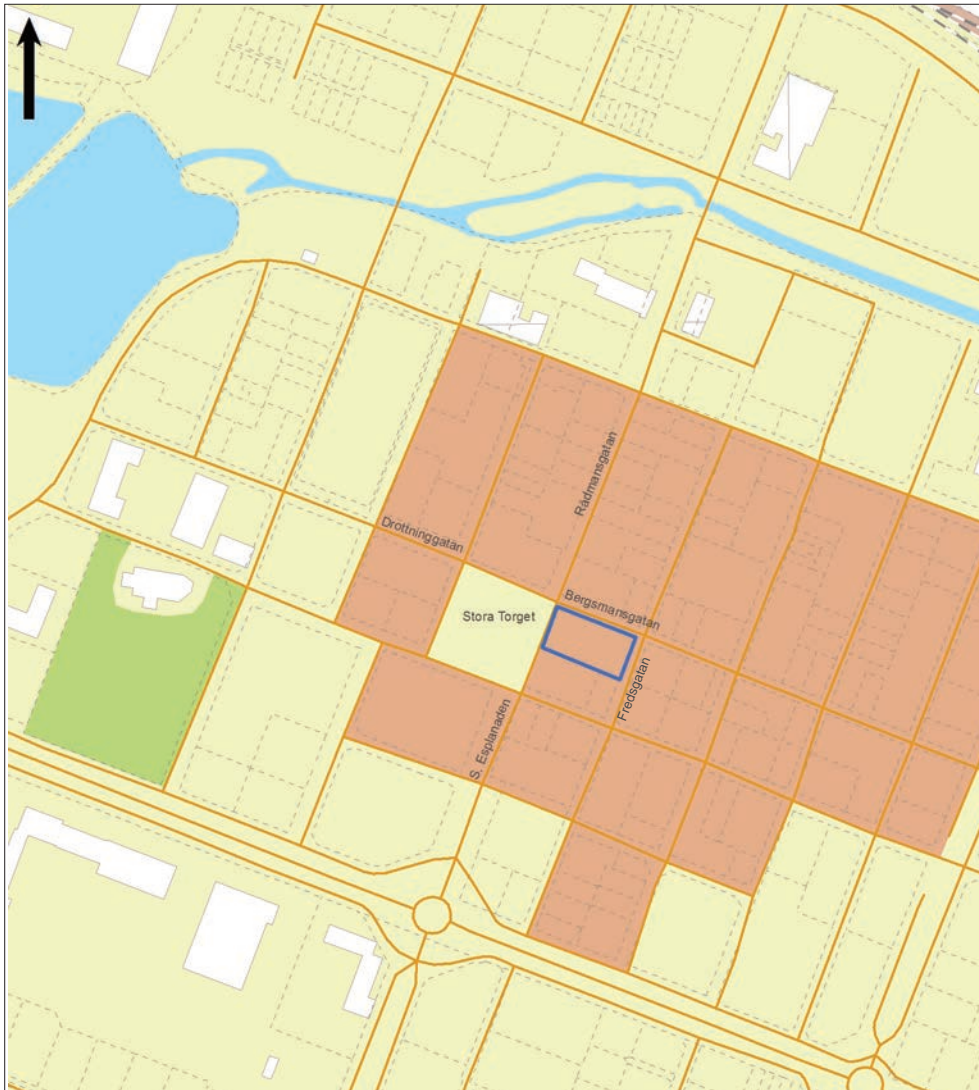 Rådmansgatan
Drottninggatan
Bergsmansgatan
Stora Torget
Fredsgatan
S. Esplanaden